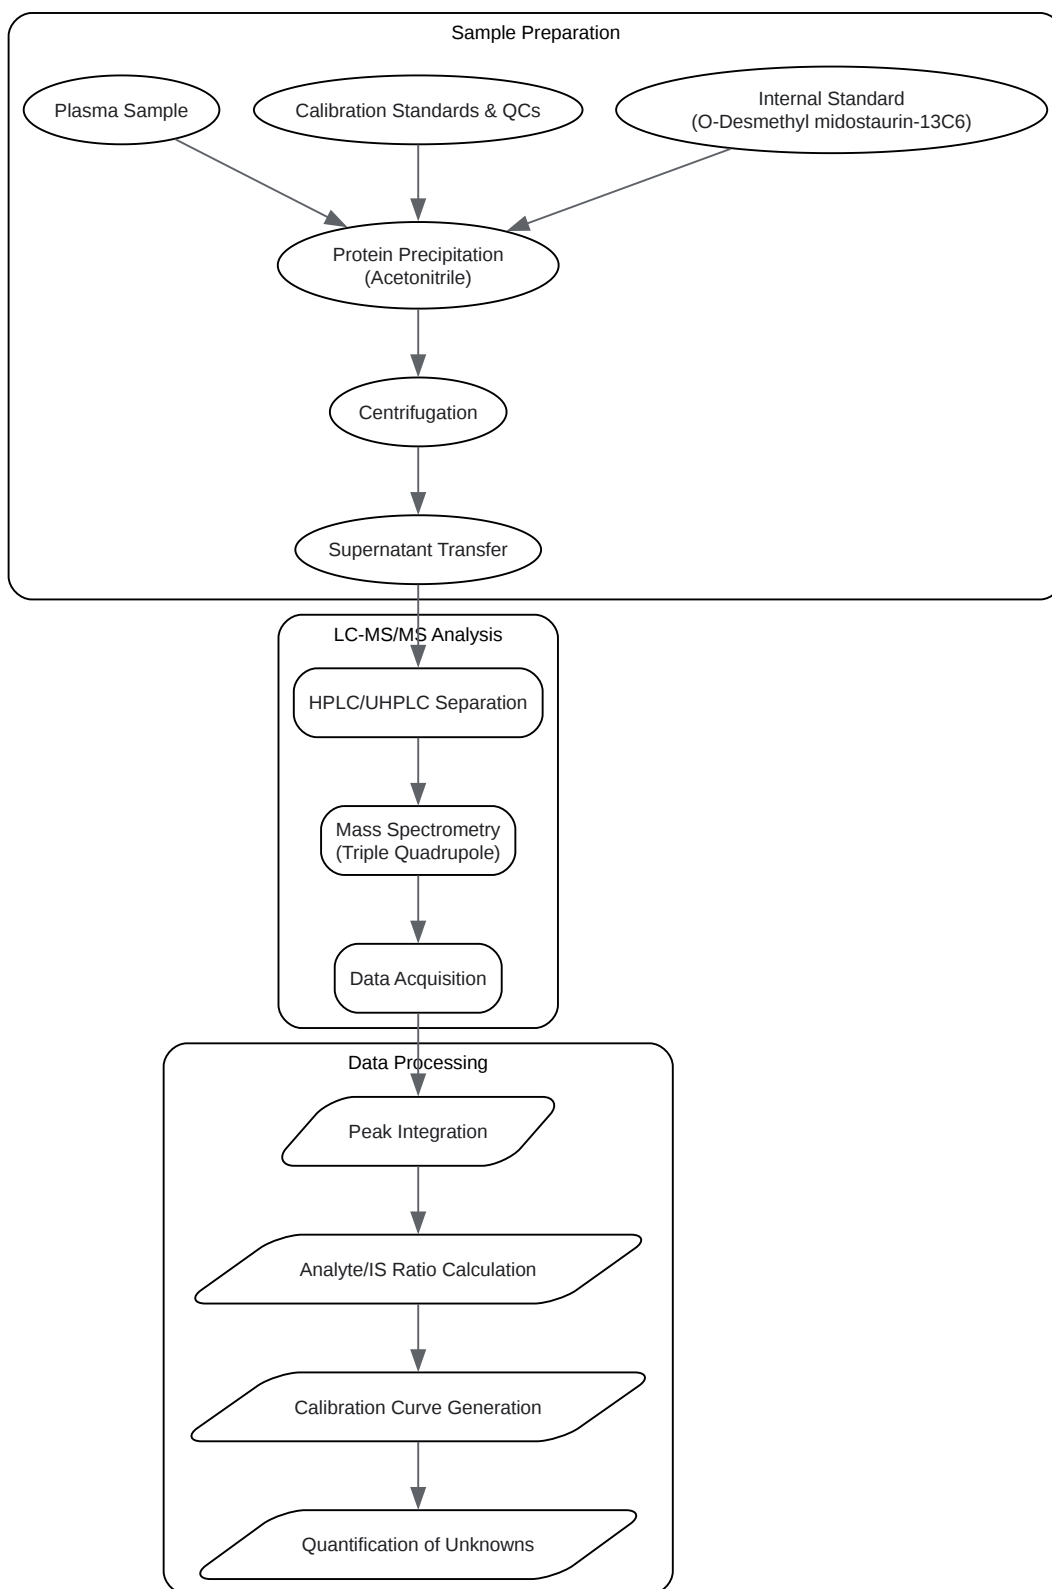 Sample Preparation
Plasma Sample
Calibration Standards & QCs
Internal Standard
(O-Desmethyl midostaurin-13C6)
Protein Precipitation
(Acetonitrile)
Centrifugation
Supernatant Transfer
LC-MS/MS Analysis
HPLC/UHPLC Separation
Mass Spectrometry
(Triple Quadrupole)
Data Acquisition
Data Processing
Peak Integration
Analyte/IS Ratio Calculation
Calibration Curve Generation
Quantification of Unknowns